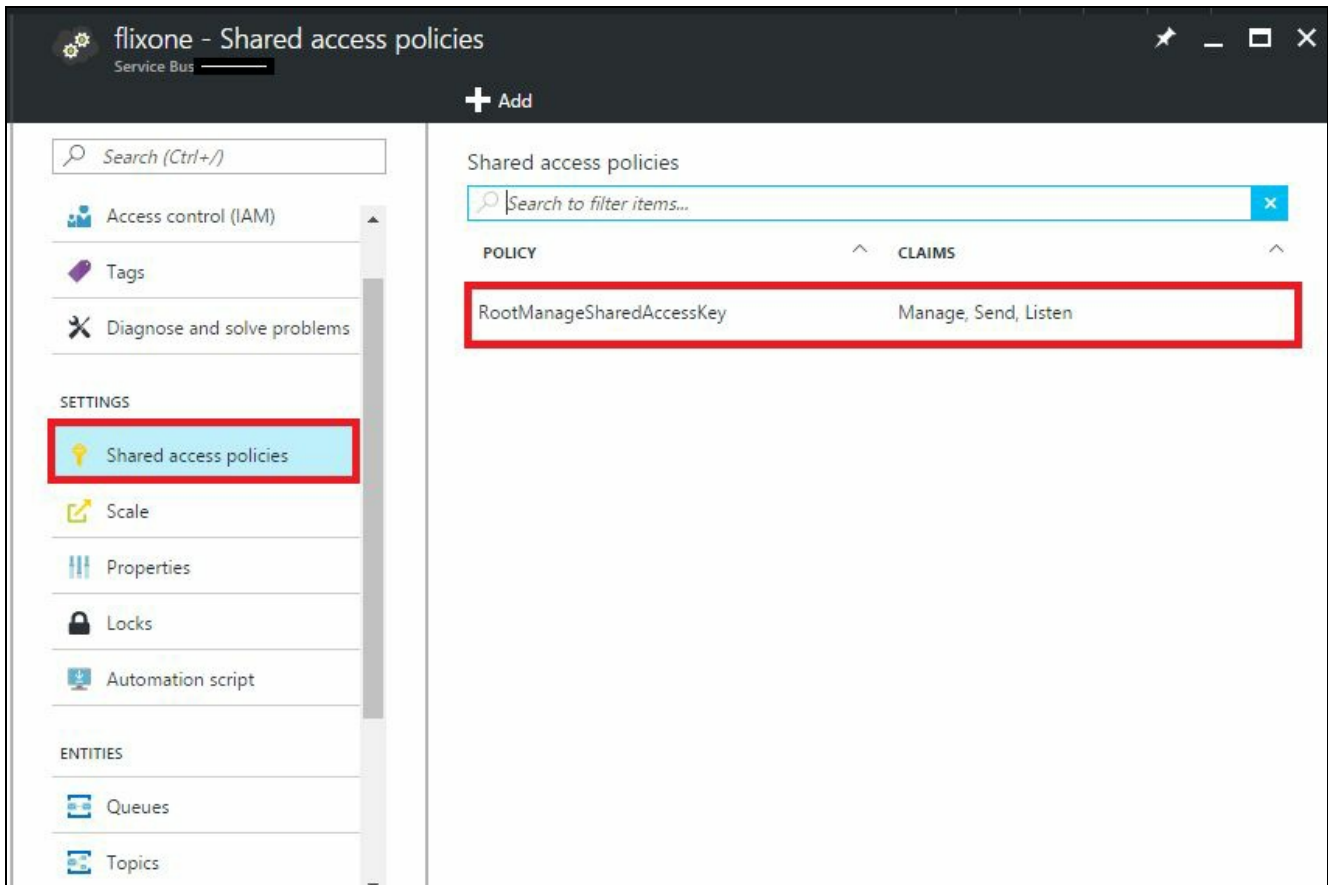 flixone - Shared access policies
Service Bus
Add
Search (Ctrl+/)
Access control (IAM)
Tags
Diagnose and solve problems
SETTINGS
Shared access policies
Scale
Properties
Locks
Automation script
ENTITIES
Queues
Topics
Shared access policies
Search to filter items...
POLICY CLAIMS
RootManageSharedAccessKey Manage, Send, Listen